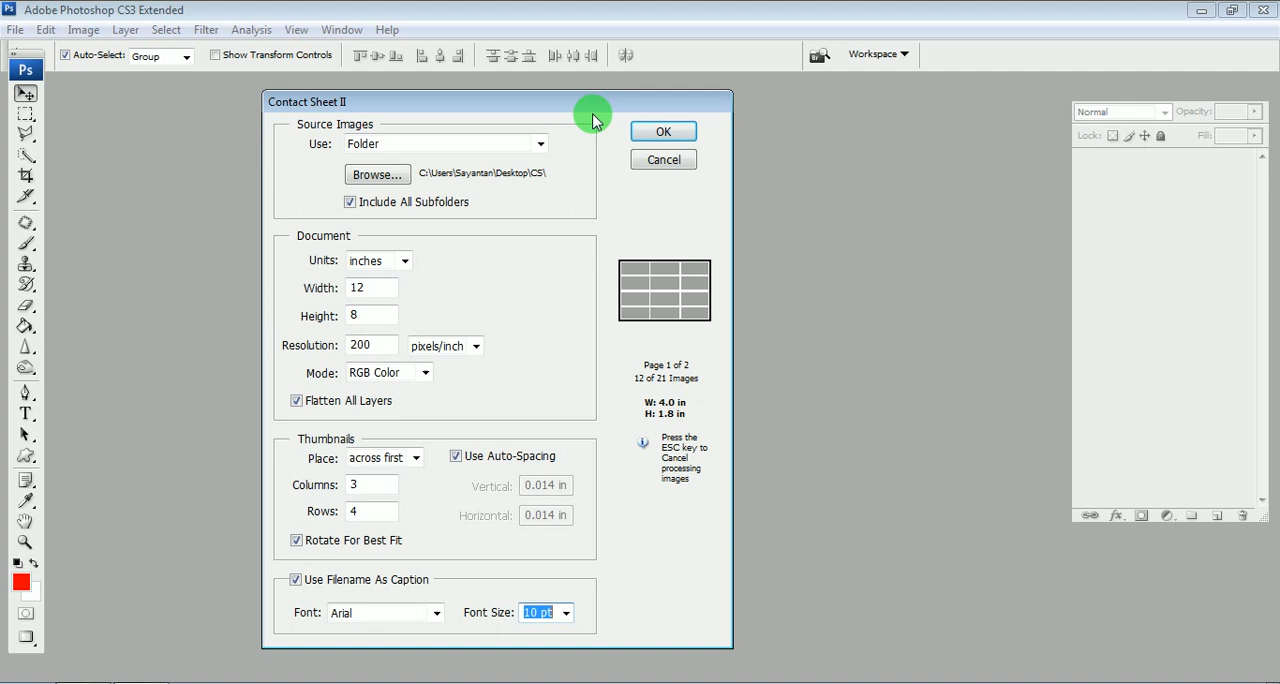 Ps Adobe Photoshop CS3 Extended
File Edit Image Layer Select Filter Analysis View Window Help
Auto-Select: Group Show Transform Controls Br Workspace
Ps
Contact Sheet II
Source Images
Use: Folder
Browse... C:\Users\Sayantan\Desktop\CS\
Include All Subfolders
OK
Cancel
Document
Units: inches
Width: 12
Height: 8
Resolution: 200 pixels/inch
Mode: RGB Color
Flatten All Layers
Page 1 of 2
12 of 21 Images
W: 4.0 in
H: 1.8 in
Press the
ESC key to
Cancel
processing
images
Thumbnails
Place: across first Use Auto-Spacing
Columns: 3 Vertical: 0.014 in
Rows: 4 Horizontal: 0.014 in
Rotate For Best Fit
Use Filename As Caption
Font: Arial Font Size: 10 pt
Normal Opacity:
Lock: Fill:
T
fx